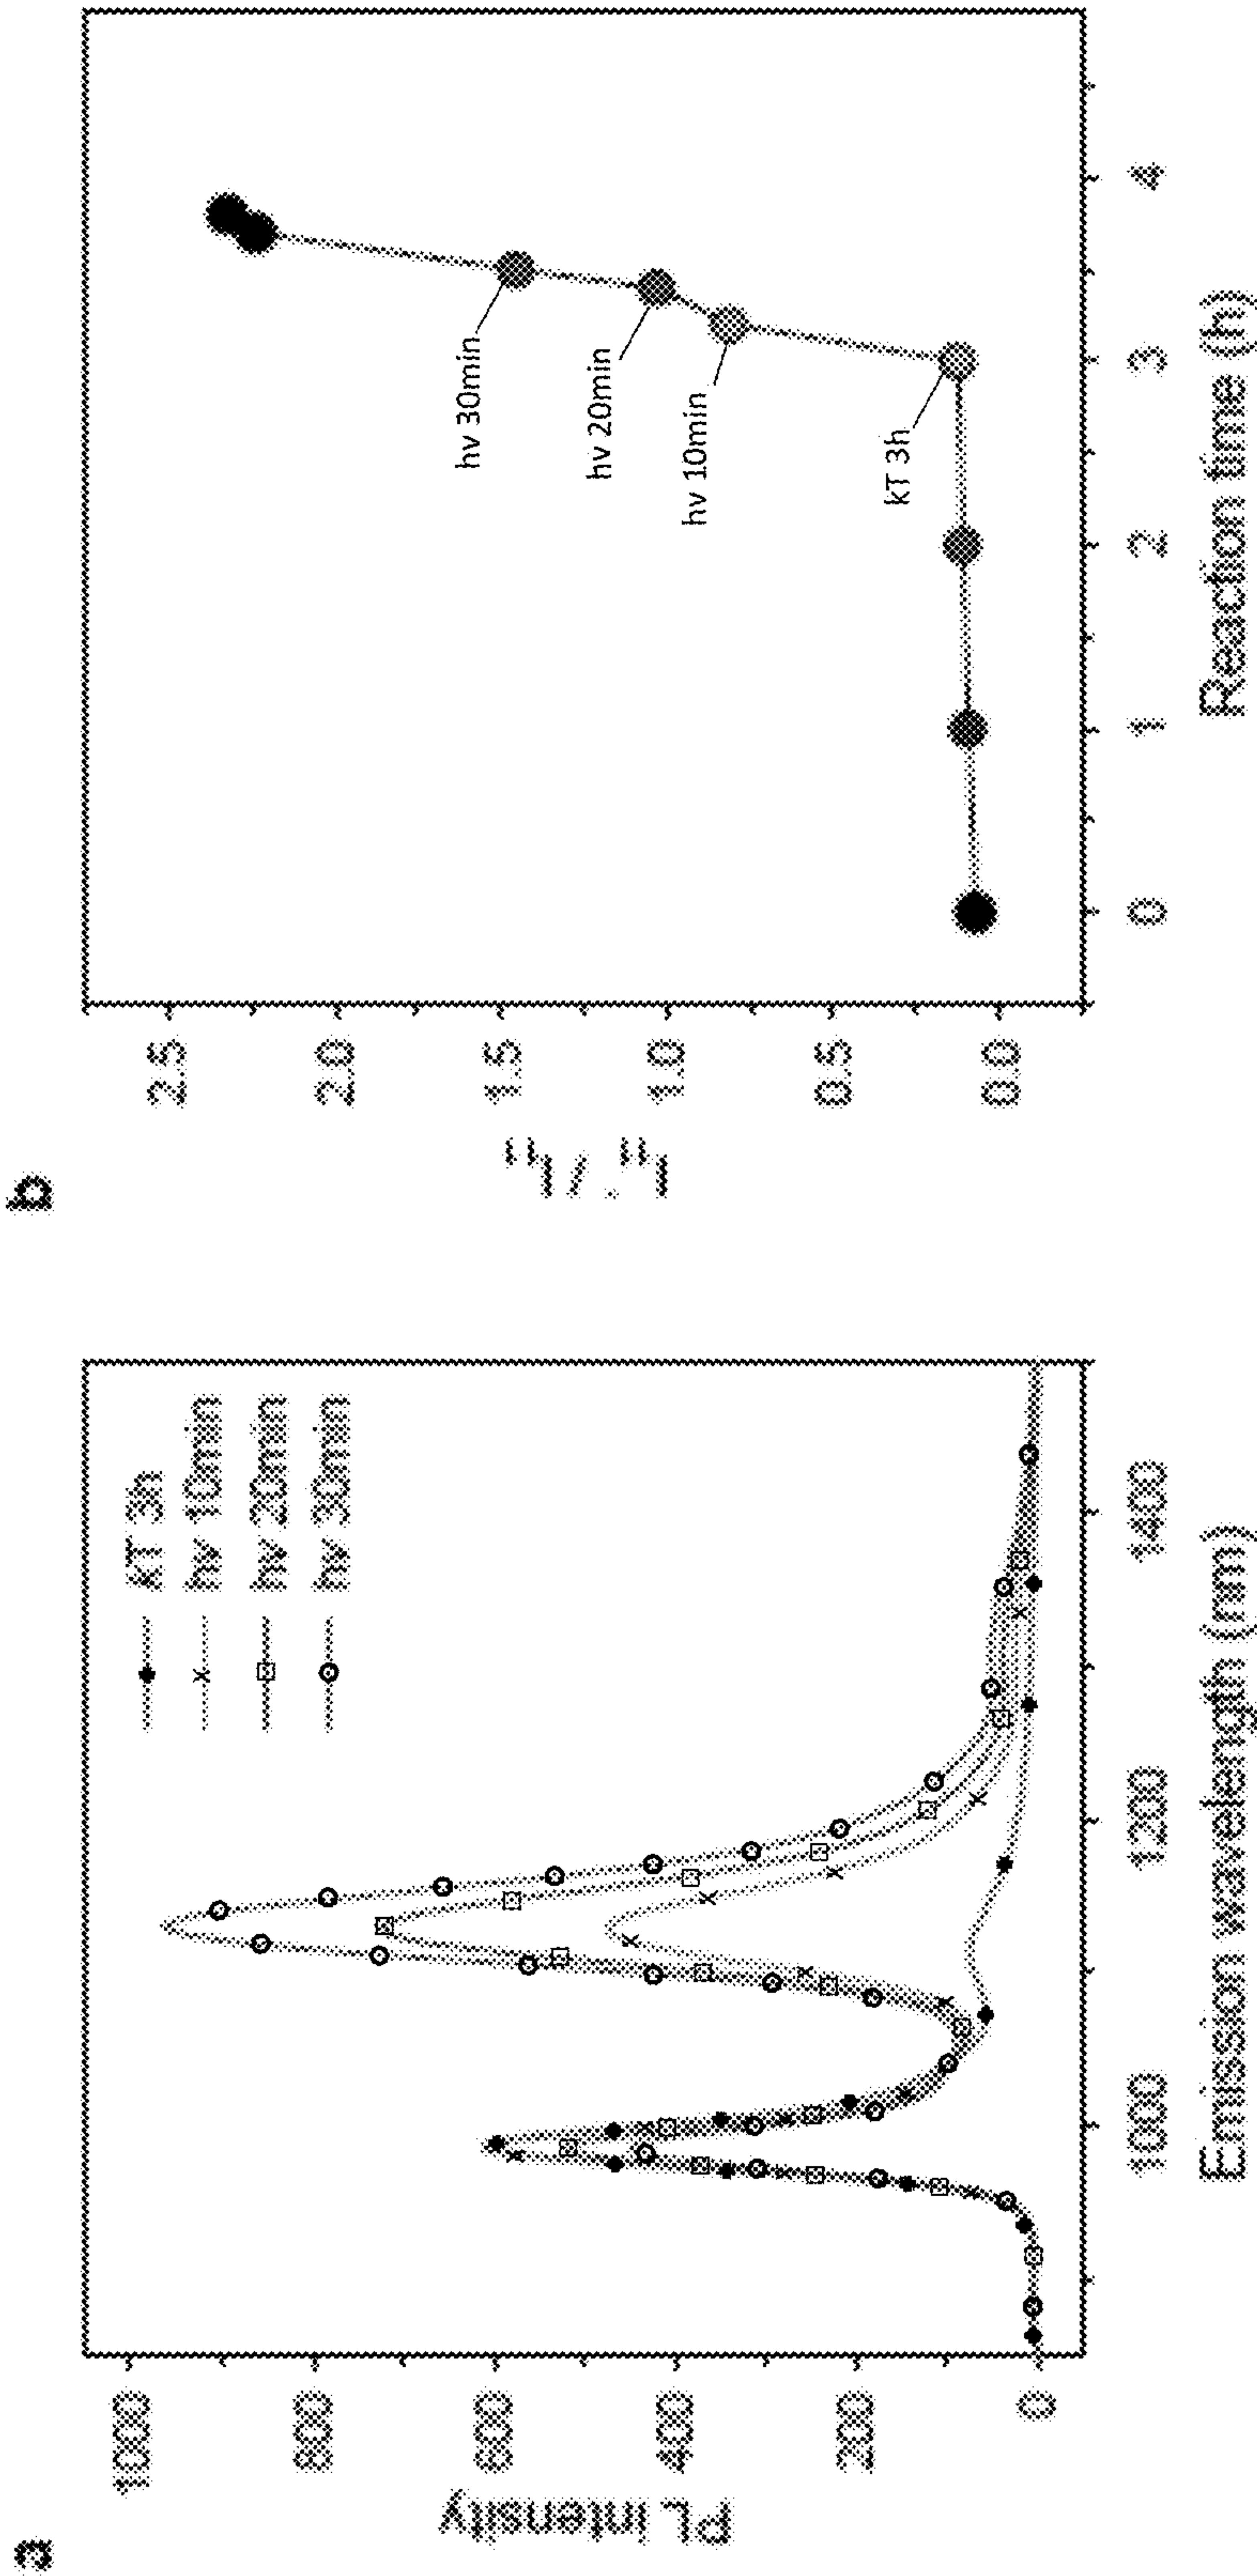 a
PL intensity
1000
800
600
400
200
0
kT 3h
hv 10min
hv 20min
hv 30min
1000
1200
1400
Emission wavelength (nm)
b
I₁₁⁻ / I₁₁
2.5
2.0
1.5
1.0
0.5
0.0
hv 30min
hv 20min
hv 10min
kT 3h
0
1
2
3
4
Reaction time (h)